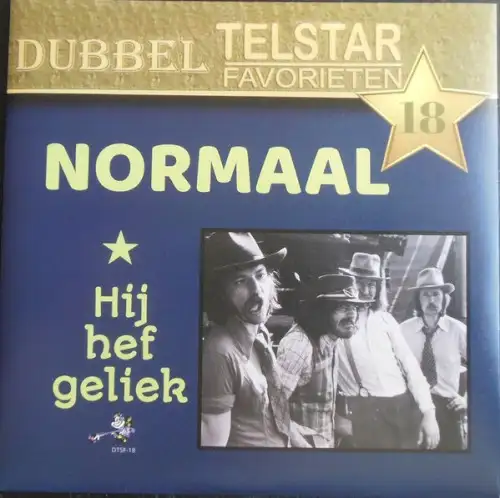 DUBBEL TELSTAR
FAVORIETEN
18
NORMAAL
Hij
hef
geliek
DTSF-18